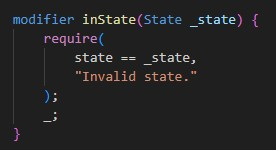 modifier inState(State _state) {
    require(
        state == _state,
        "Invalid state."
    );
    _;
}